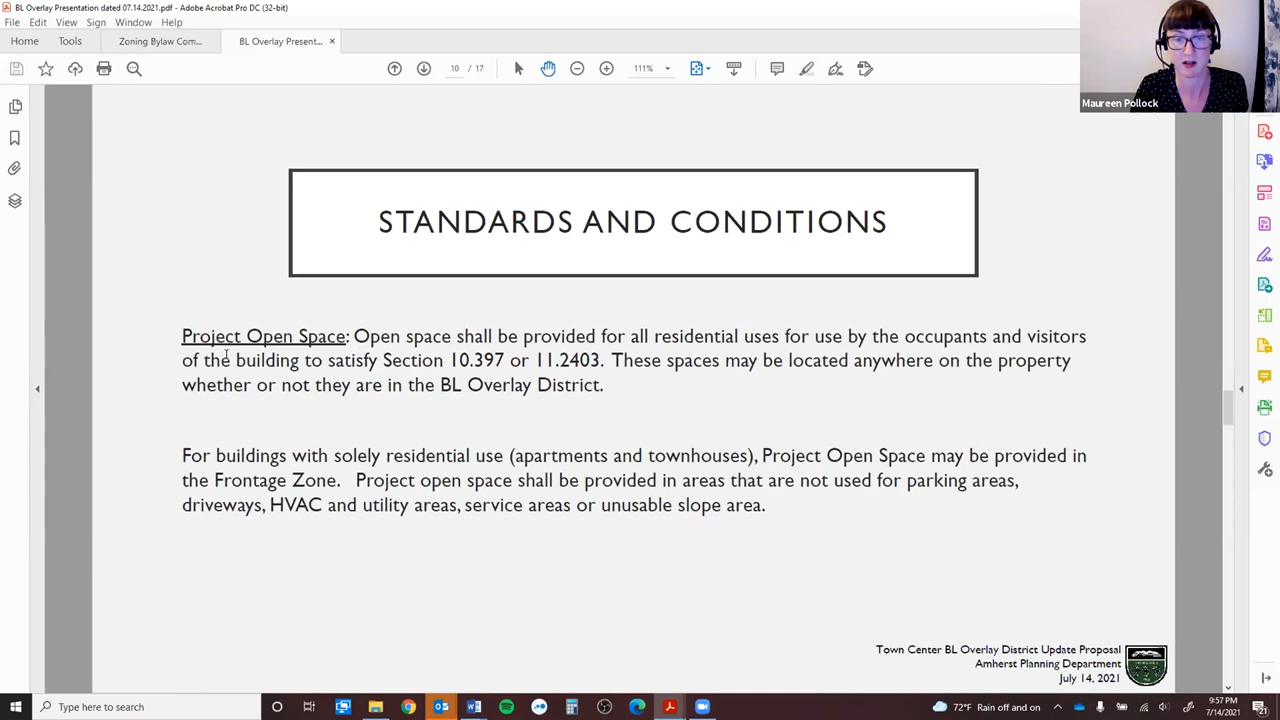 BL Overlay Presentation dated 07.14.2021.pdf - Adobe Acrobat Pro DC (32-bit)
File Edit View Sign Window Help
Home Tools Zoning Bylaw Com... BL Overlay Present... ×
10 / 17 111%
Maureen Pollock
STANDARDS AND CONDITIONS
Project Open Space: Open space shall be provided for all residential uses for use by the occupants and visitors
of the building to satisfy Section 10.397 or 11.2403. These spaces may be located anywhere on the property
whether or not they are in the BL Overlay District.
For buildings with solely residential use (apartments and townhouses), Project Open Space may be provided in
the Frontage Zone. Project open space shall be provided in areas that are not used for parking areas,
driveways, HVAC and utility areas, service areas or unusable slope area.
Town Center BL Overlay District Update Proposal
Amherst Planning Department
July 14, 2021
Type here to search
72°F Rain off and on
9:57 PM
7/14/2021
21